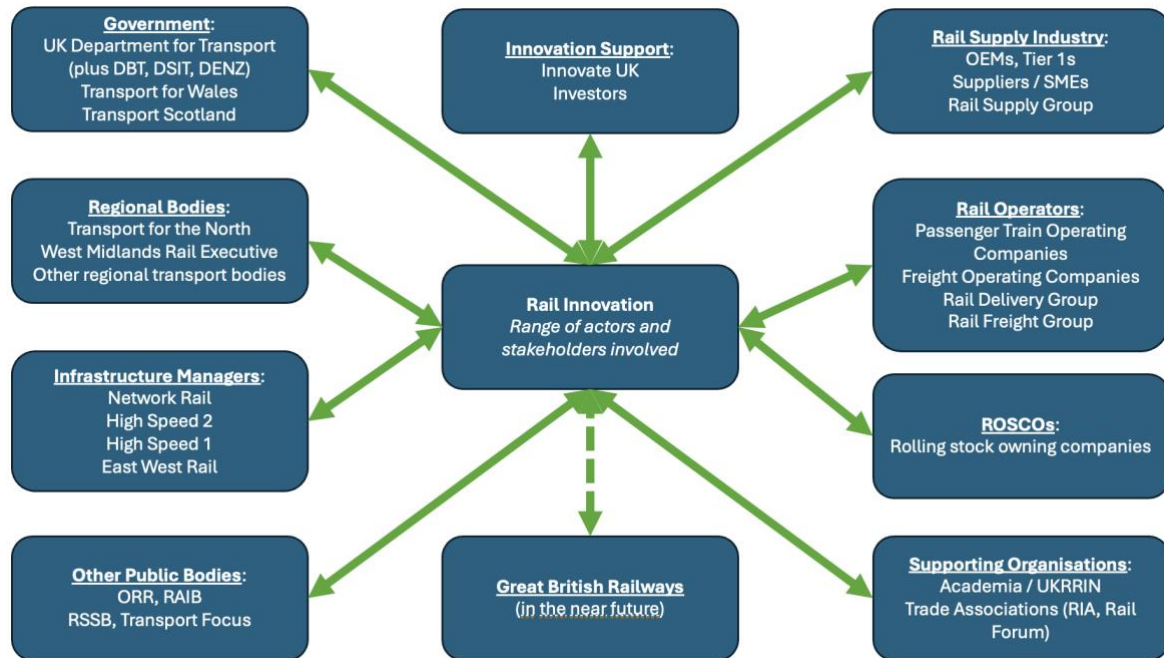 Government:
UK Department for Transport
(plus DBT, DSIT, DENZ)
Transport for Wales
Transport Scotland
Innovation Support:
Innovate UK
Investors
Rail Supply Industry:
OEMs, Tier 1s
Suppliers / SMEs
Rail Supply Group
Regional Bodies:
Transport for the North
West Midlands Rail Executive
Other regional transport bodies
Rail Innovation
Range of actors and
stakeholders involved
Rail Operators:
Passenger Train Operating
Companies
Freight Operating Companies
Rail Delivery Group
Rail Freight Group
Infrastructure Managers:
Network Rail
High Speed 2
High Speed 1
East West Rail
ROSCOs:
Rolling stock owning companies
Other Public Bodies:
ORR, RAIB
RSSB, Transport Focus
Great British Railways
(in the near future)
Supporting Organisations:
Academia / UKRRIN
Trade Associations (RIA, Rail
Forum)